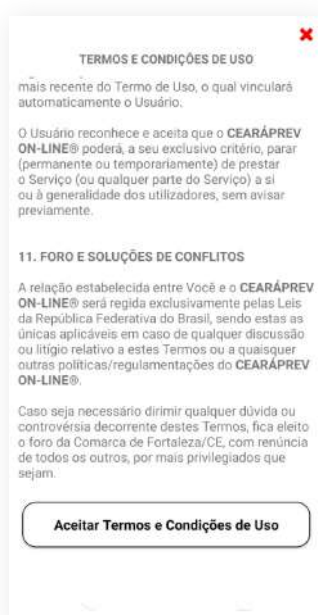 TERMOS E CONDIÇÕES DE USO
mais recente do Termo de Uso, o qual vinculará
automaticamente o Usuário.
O Usuário reconhece e aceita que o CEARÁPREV
ON-LINE® poderá, a seu exclusivo critério, parar
(permanente ou temporariamente) de prestar
o Serviço (ou qualquer parte do Serviço) a si
ou à generalidade dos utilizadores, sem avisar
previamente.
11. FORO E SOLUÇÕES DE CONFLITOS
A relação estabelecida entre Você e o CEARÁPREV
ON-LINE® será regida exclusivamente pelas Leis
da República Federativa do Brasil, sendo estas as
únicas aplicáveis em caso de qualquer discussão
ou litígio relativo a estes Termos ou a quaisquer
outras políticas/regulamentações do CEARÁPREV
ON-LINE®.
Caso seja necessário dirimir qualquer dúvida ou
controvérsia decorrente destes Termos, fica eleito
o foro da Comarca de Fortaleza/CE, com renúncia
de todos os outros, por mais privilegiados que
sejam.
Aceitar Termos e Condições de Uso